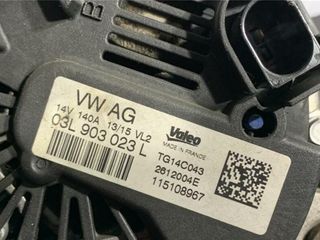 VW AG
14V 140A 13/15 VL2
03L 903 023 L
Valeo
MADE IN FRANCE
TG14C043
2612004E
115108967